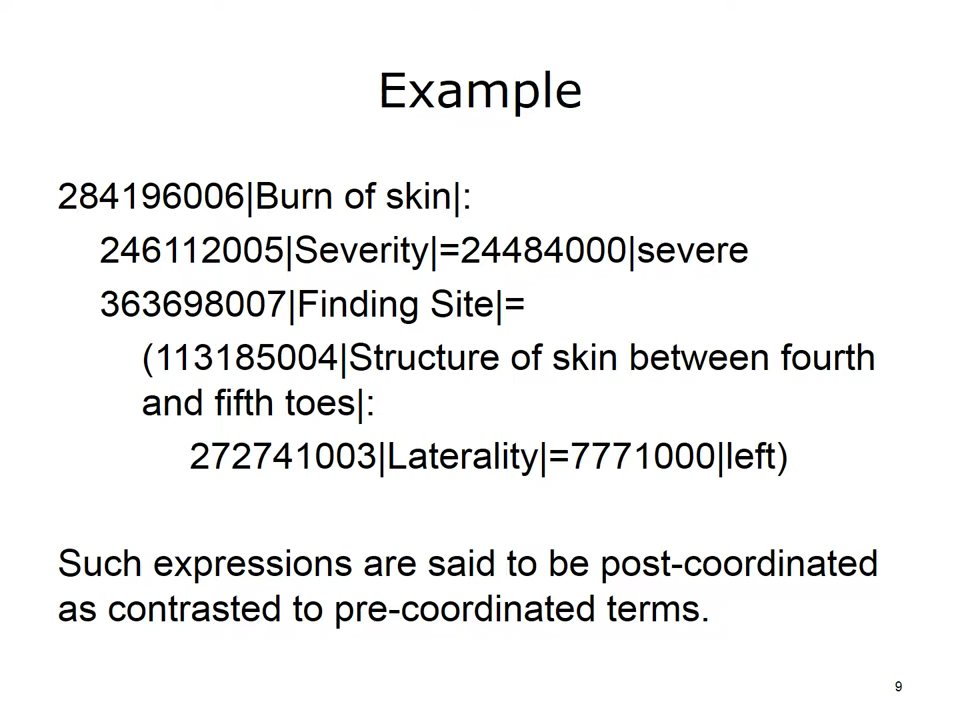 Example
284196006|Burn of skin|:
246112005|Severity|=24484000|severe
363698007|Finding Site|=
(113185004|Structure of skin between fourth
and fifth toes|:
272741003|Laterality|=7771000|left)
Such expressions are said to be post-coordinated
as contrasted to pre-coordinated terms.
9